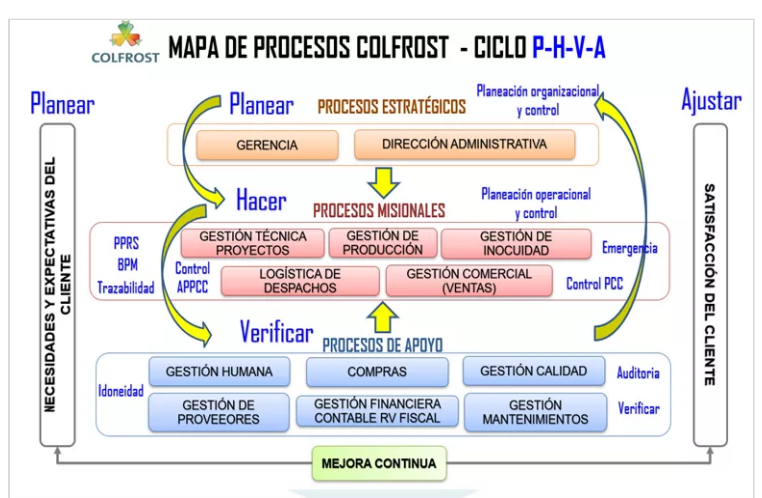 COLFROST
MAPA DE PROCESOS COLFROST - CICLO P-H-V-A
Planear
NECESIDADES Y EXPECTATIVAS DEL
CLIENTE
Planear
PROCESOS ESTRATÉGICOS
Planeación organizacional
y control
Ajustar
GERENCIA
DIRECCIÓN ADMINISTRATIVA
Hacer
PROCESOS MISIONALES
Planeación operacional
y control
PPRS
BPM
Trazabilidad
GESTIÓN TÉCNICA
PROYECTOS
GESTIÓN DE
PRODUCCIÓN
GESTIÓN DE
INOCUIDAD
Emergencia
Control
APPCC
LOGÍSTICA DE
DESPACHOS
GESTIÓN COMERCIAL
(VENTAS)
Control PCC
Verificar
PROCESOS DE APOYO
Idoneidad
GESTIÓN HUMANA
COMPRAS
GESTIÓN CALIDAD
Auditoria
GESTIÓN DE
PROVEEORES
GESTIÓN FINANCIERA
CONTABLE RV FISCAL
GESTIÓN
MANTENIMIENTOS
Verificar
SATISFACCIÓN DEL CLIENTE
MEJORA CONTINUA